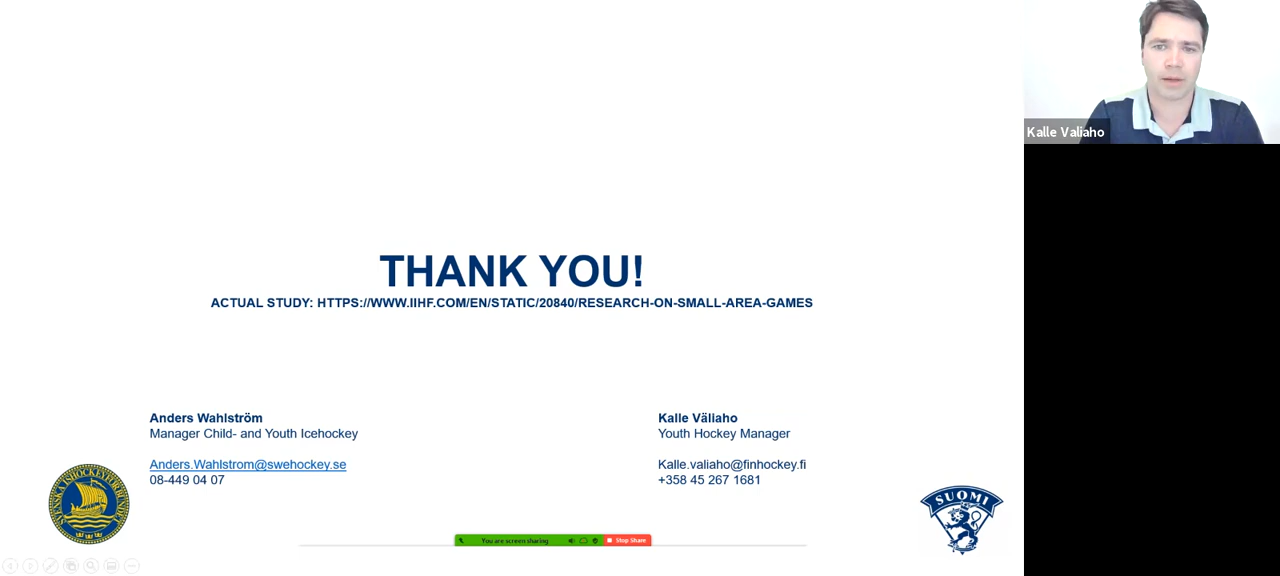 Kalle Valiaho
THANK YOU!
ACTUAL STUDY: HTTPS://WWW.IIHF.COM/EN/STATIC/20840/RESEARCH-ON-SMALL-AREA-GAMES
Anders Wahlström
Manager Child- and Youth Icehockey
Anders.Wahlstrom@swehockey.se
08-449 04 07
Kalle Väliaho
Youth Hockey Manager
Kalle.valiaho@finhockey.fi
+358 45 267 1681
SVENSKA ISHOCKEYFÖRBUNDET
SUOMI
You are screen sharing
Stop Share